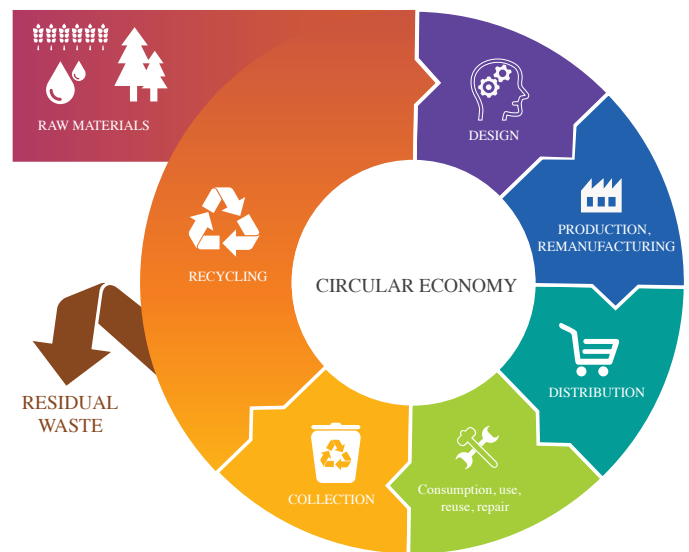 RAW MATERIALS
DESIGN
PRODUCTION,
REMANUFACTURING
RECYCLING
CIRCULAR ECONOMY
DISTRIBUTION
RESIDUAL
WASTE
COLLECTION
Consumption, use,
reuse, repair